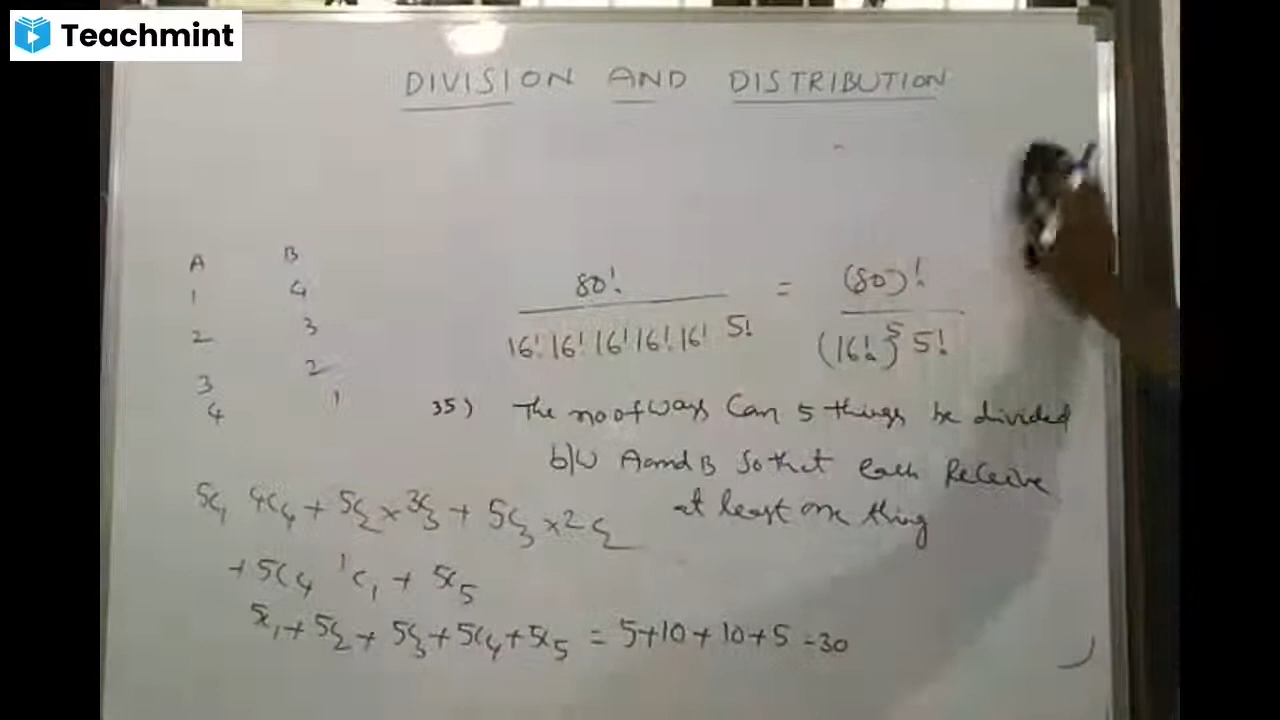 Teachmint
DIVISION AND DISTRIBUTION
A B
1 4
2 3
3 2
4 1
80! / 16! 16! 16! 16! 16! 5! = (80)! / (16!)^5 5!
35) The no of ways Can 5 things be divided
b/w A and B So that each Receive
at least one thing
5C1 4C4 + 5C2 × 3C3 + 5C3 × 2C2
+ 5C4 1C1 + 5C5
5C1 + 5C2 + 5C3 + 5C4 + 5C5 = 5+10+10+5 = 30